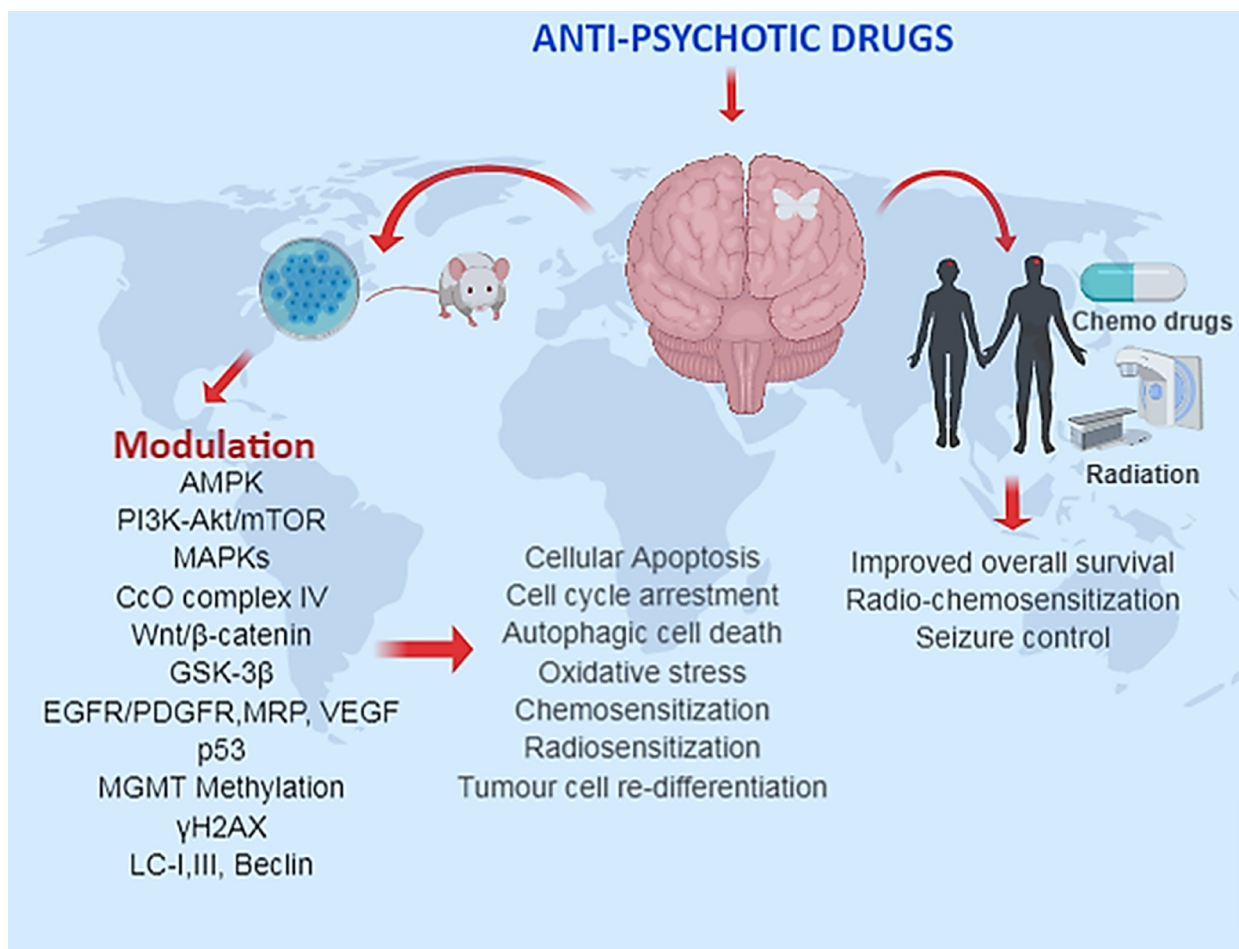 ANTI-PSYCHOTIC DRUGS
Chemo drugs
Radiation
Modulation
AMPK
PI3K-Akt/mTOR
MAPKs
CcO complex IV
Wnt/β-catenin
GSK-3β
EGFR/PDGFR,MRP, VEGF
p53
MGMT Methylation
γH2AX
LC-I,III, Beclin
Cellular Apoptosis
Cell cycle arrestment
Autophagic cell death
Oxidative stress
Chemosensitization
Radiosensitization
Tumour cell re-differentiation
Improved overall survival
Radio-chemosensitization
Seizure control